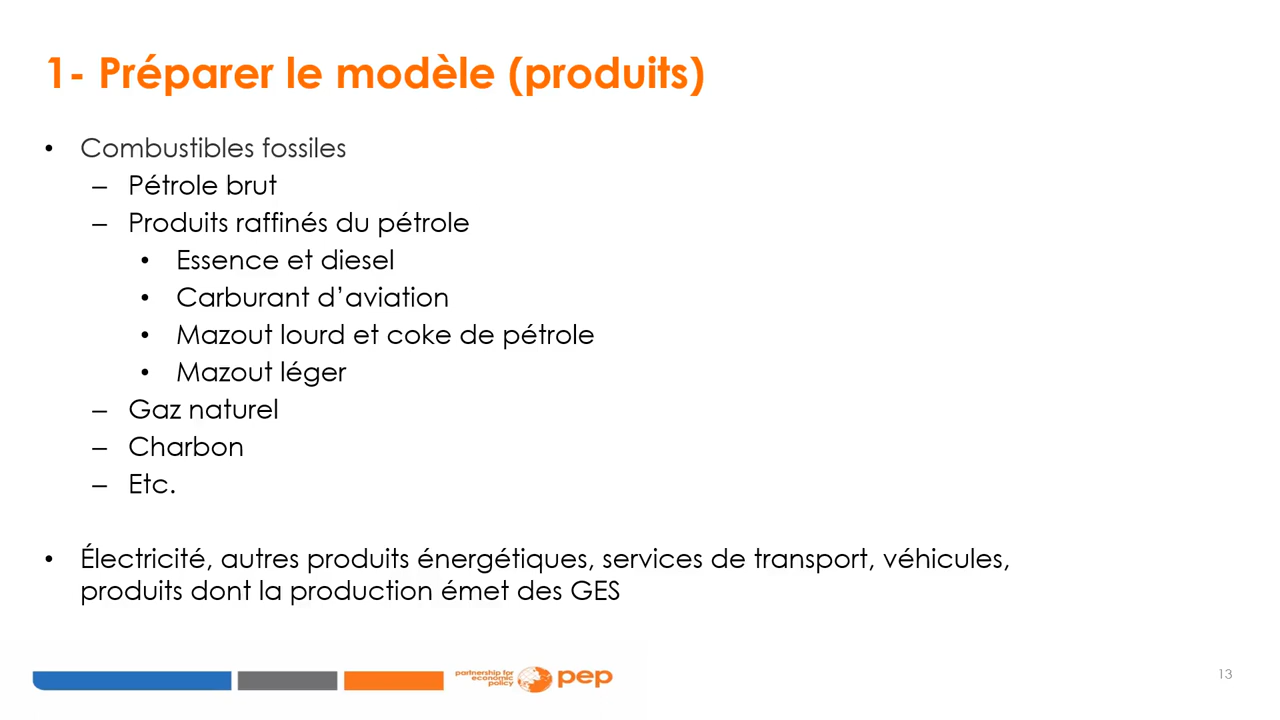 1- Préparer le modèle (produits)
• Combustibles fossiles
– Pétrole brut
– Produits raffinés du pétrole
• Essence et diesel
• Carburant d’aviation
• Mazout lourd et coke de pétrole
• Mazout léger
– Gaz naturel
– Charbon
– Etc.
• Électricité, autres produits énergétiques, services de transport, véhicules,
produits dont la production émet des GES
partnership for
economic
policy
pep
13